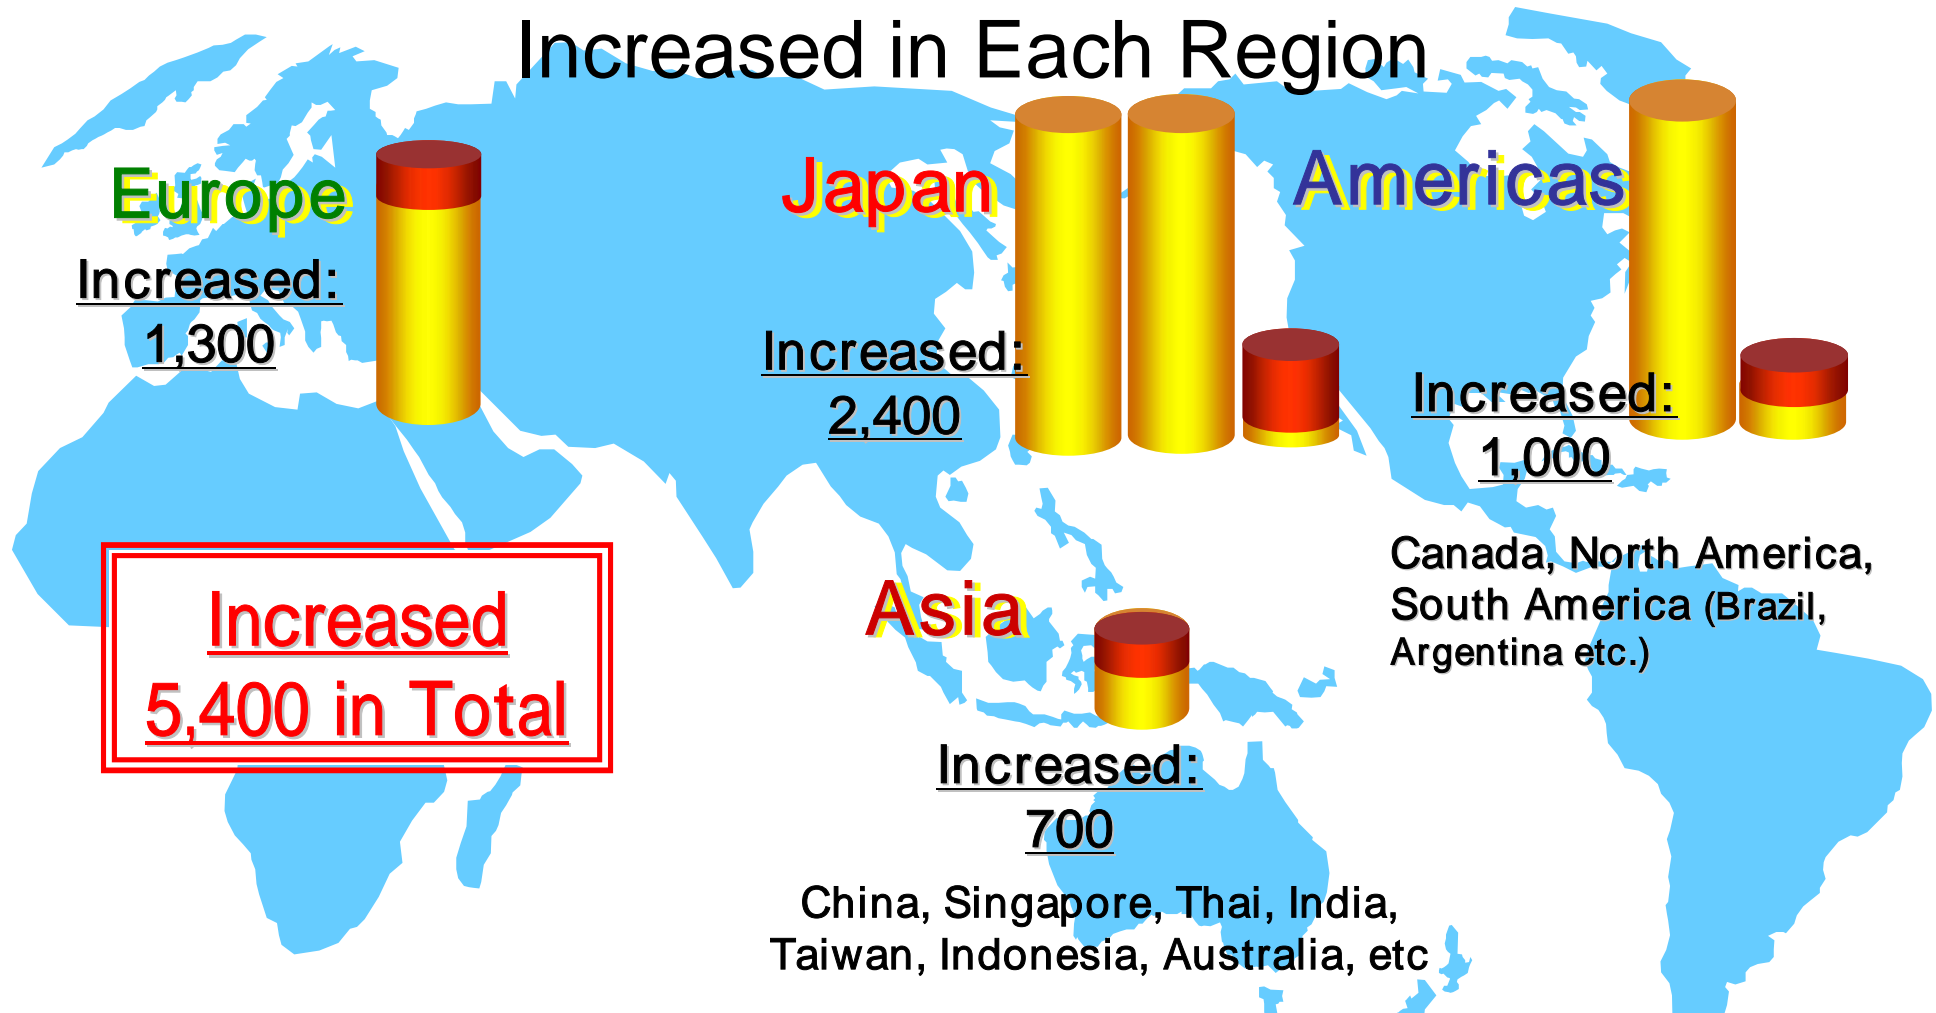 Increased in Each Region
Europe
Increased:
1,300
Japan
Increased:
2,400
Americas
Increased:
1,000
Canada, North America,
South America (Brazil,
Argentina etc.)
Increased
5,400 in Total
Asia
Increased:
700
China, Singapore, Thai, India,
Taiwan, Indonesia, Australia, etc